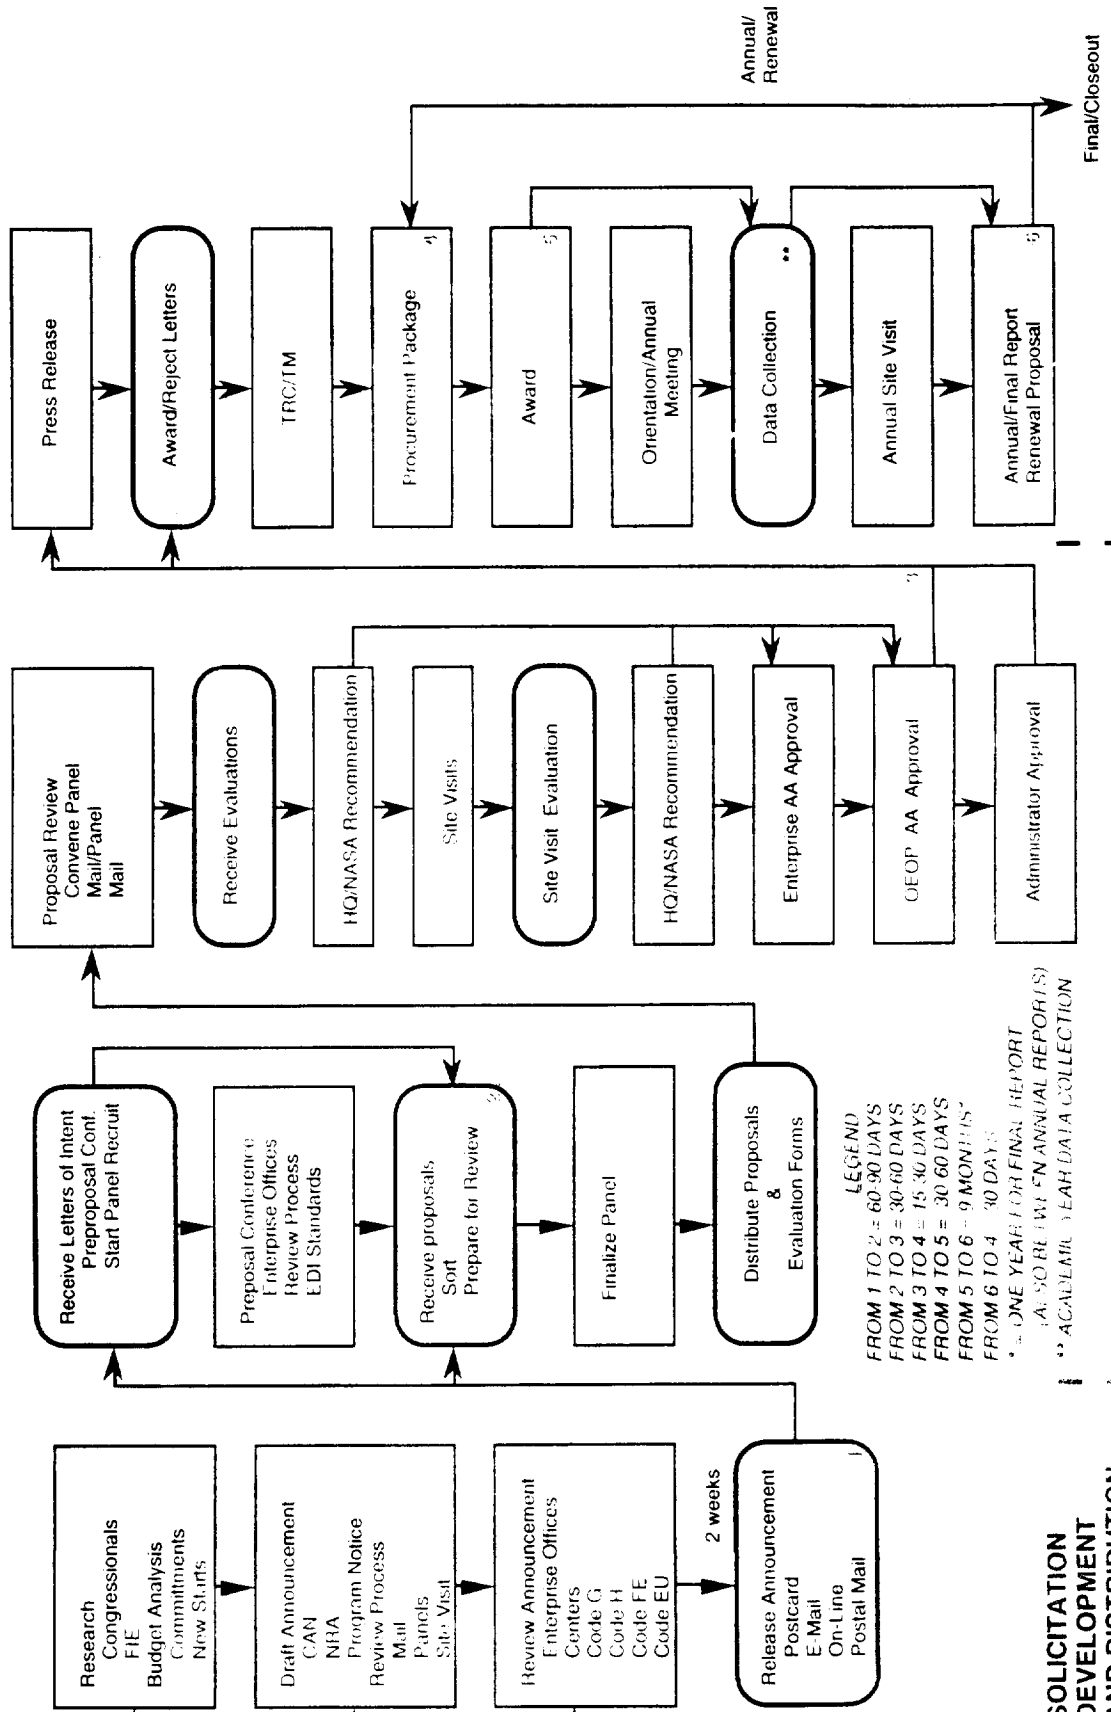 Research
Congressionals
FIE
Budget Analysis
Commitments
New Starts
Draft Announcement
CAN
NRA
Program Notice
Review Process
Mail
Panels
Site Visit
Review Announcement
Enterprise Offices
Centers
Code G
Code H
Code FE
Code EU
2 weeks
Release Announcement
Postcard
E-Mail
On-Line
Postal Mail
1
SOLICITATION
DEVELOPMENT
AND DISTRIBUTION
Receive Letters of Intent
Preproposal Conf.
Start Panel Recruit
Preproposal Conference
Enterprise Offices
Review Process
EDI Standards
Receive proposals
Sort
Prepare for Review
2
Finalize Panel
Distribute Proposals
&
Evaluation Forms
LEGEND
FROM 1 TO 2 = 60-90 DAYS
FROM 2 TO 3 = 30-60 DAYS
FROM 3 TO 4 = 15 30 DAYS
FROM 4 TO 5 = 30 60 DAYS
FROM 5 TO 6 = 9 MONTHS*
FROM 6 TO 4 30 DAYS
* = ONE YEAR FOR FINAL REPORT
(ALSO BETWEEN ANNUAL REPORTS)
** ACADEMIC YEAR DATA COLLECTION
Proposal Review
Convene Panel
Mail/Panel
Mail
Receive Evaluations
HQ/NASA Recommendation
Site Visits
Site Visit Evaluation
HQ/NASA Recommendation
Enterprise AA Approval
OEOP AA Approval
3
Administrator Approval
Press Release
Award/Reject Letters
TRC/TM
Procurement Package
4
Award
5
Orientation/Annual
Meeting
Data Collection
**
Annual Site Visit
Annual/Final Report
Renewal Proposal
6
Annual/
Renewal
Final/Closeout